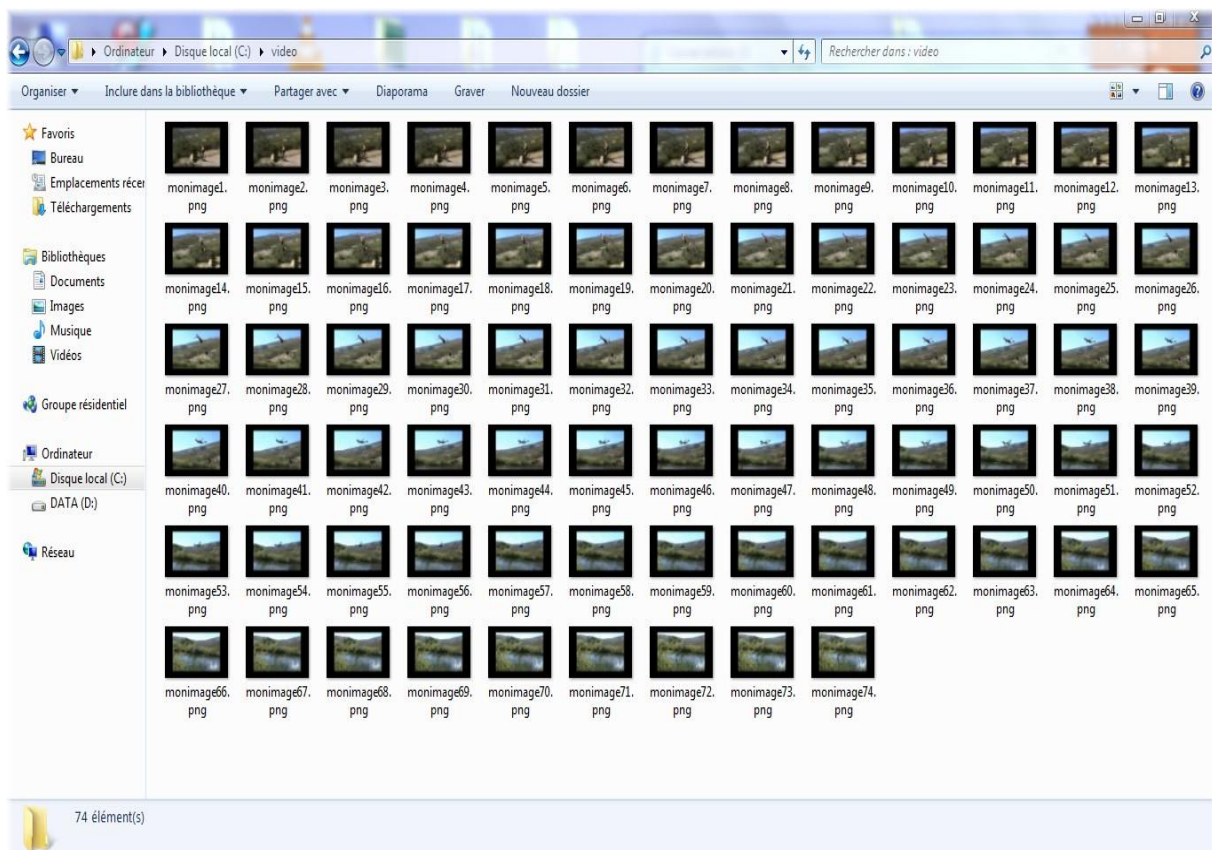 Ordinateur Disque local (C:) video
Rechercher dans : video
Organiser Inclure dans la bibliothèque Partager avec Diaporama Graver Nouveau dossier
Favoris
Bureau
Emplacements récer
Téléchargements
Bibliothèques
Documents
Images
Musique
Vidéos
Groupe résidentiel
Ordinateur
Disque local (C:)
DATA (D:)
Réseau
monimage1. monimage2. monimage3. monimage4. monimage5. monimage6. monimage7. monimage8. monimage9. monimage10. monimage11. monimage12. monimage13.
png png png png png png png png png png png png png
monimage14. monimage15. monimage16. monimage17. monimage18. monimage19. monimage20. monimage21. monimage22. monimage23. monimage24. monimage25. monimage26.
png png png png png png png png png png png png png
monimage27. monimage28. monimage29. monimage30. monimage31. monimage32. monimage33. monimage34. monimage35. monimage36. monimage37. monimage38. monimage39.
png png png png png png png png png png png png png
monimage40. monimage41. monimage42. monimage43. monimage44. monimage45. monimage46. monimage47. monimage48. monimage49. monimage50. monimage51. monimage52.
png png png png png png png png png png png png png
monimage53. monimage54. monimage55. monimage56. monimage57. monimage58. monimage59. monimage60. monimage61. monimage62. monimage63. monimage64. monimage65.
png png png png png png png png png png png png png
monimage66. monimage67. monimage68. monimage69. monimage70. monimage71. monimage72. monimage73. monimage74.
png png png png png png png png png
74 élément(s)